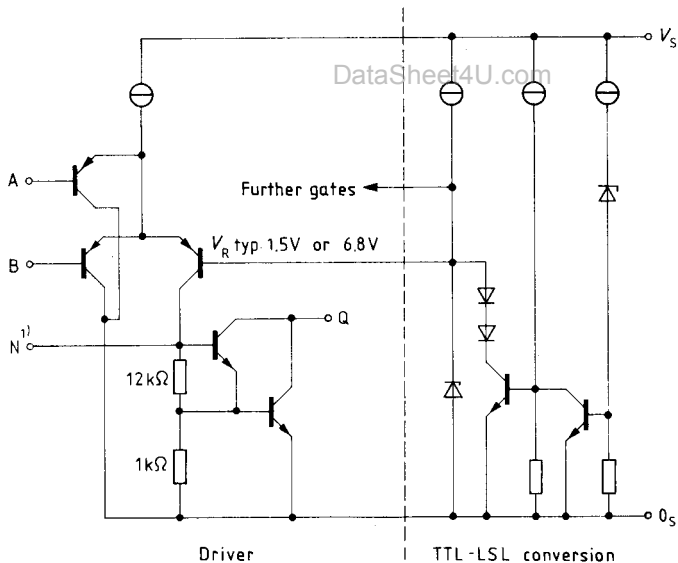 V_S
DataSheet4U.com
A
Further gates
V_R typ. 1.5V or 6.8V
B
N 1)
Q
12kΩ
1kΩ
0_S
Driver
TTL-LSL conversion